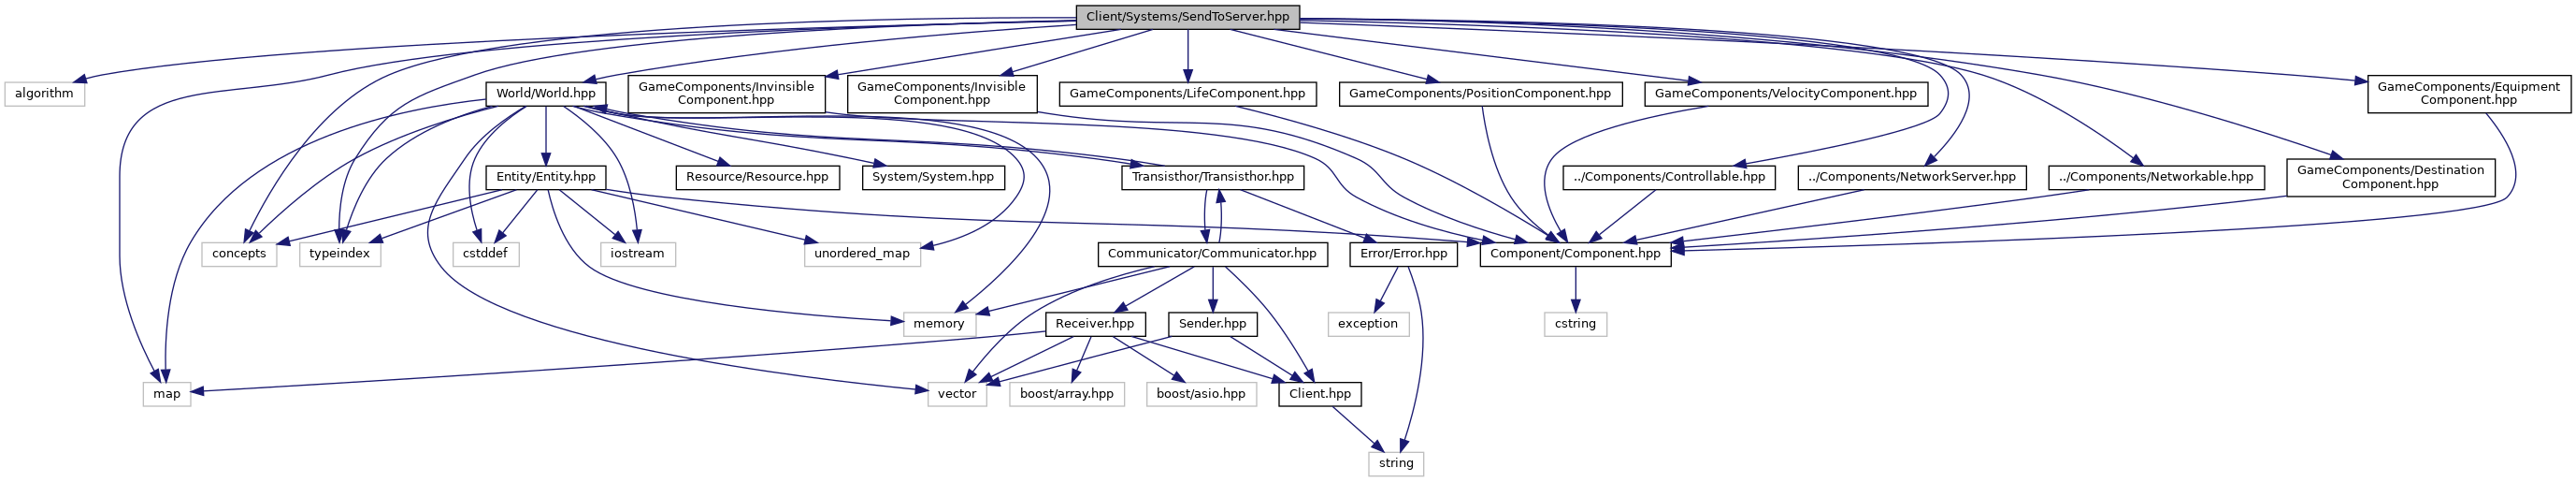 Client/Systems/SendToServer.hpp
algorithm
World/World.hpp
GameComponents/Invinsible
Component.hpp
GameComponents/Invisible
Component.hpp
GameComponents/LifeComponent.hpp
GameComponents/PositionComponent.hpp
GameComponents/VelocityComponent.hpp
GameComponents/Equipment
Component.hpp
Entity/Entity.hpp
Resource/Resource.hpp
System/System.hpp
Transisthor/Transisthor.hpp
../Components/Controllable.hpp
../Components/NetworkServer.hpp
../Components/Networkable.hpp
GameComponents/Destination
Component.hpp
concepts
typeindex
cstddef
iostream
unordered_map
Communicator/Communicator.hpp
Error/Error.hpp
Component/Component.hpp
memory
Receiver.hpp
Sender.hpp
exception
cstring
map
vector
boost/array.hpp
boost/asio.hpp
Client.hpp
string